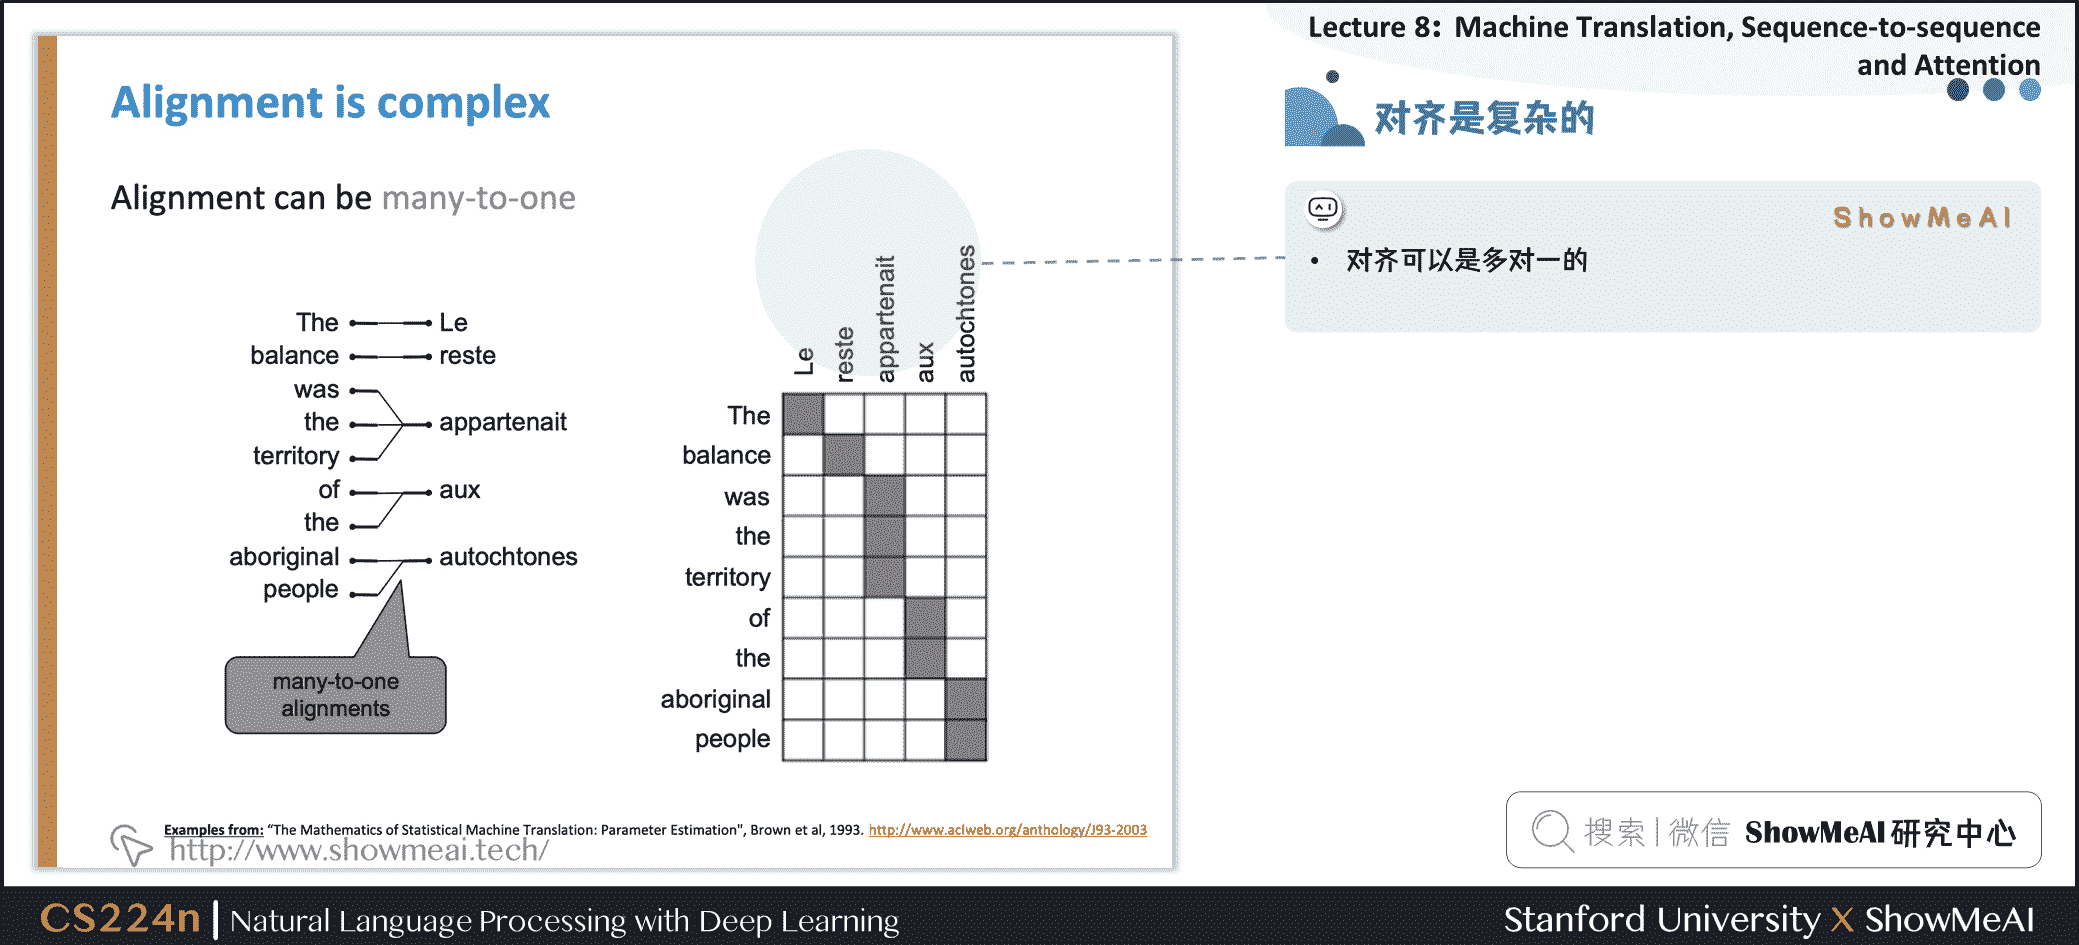 Lecture 8: Machine Translation, Sequence-to-sequence
and Attention
Alignment is complex
Alignment can be many-to-one
The Le
balance reste
was
the appartenait
territory
of aux
the
aboriginal autochtones
people
many-to-one
alignments
Le reste appartenait aux autochtones
The
balance
was
the
territory
of
the
aboriginal
people
Examples from: “The Mathematics of Statistical Machine Translation: Parameter Estimation", Brown et al, 1993. http://www.aclweb.org/anthology/J93-2003
http://www.showmeai.tech/
对齐是复杂的
ShowMeAI
• 对齐可以是多对一的
搜索|微信 ShowMeAI 研究中心
CS224n | Natural Language Processing with Deep Learning
Stanford University X ShowMeAI